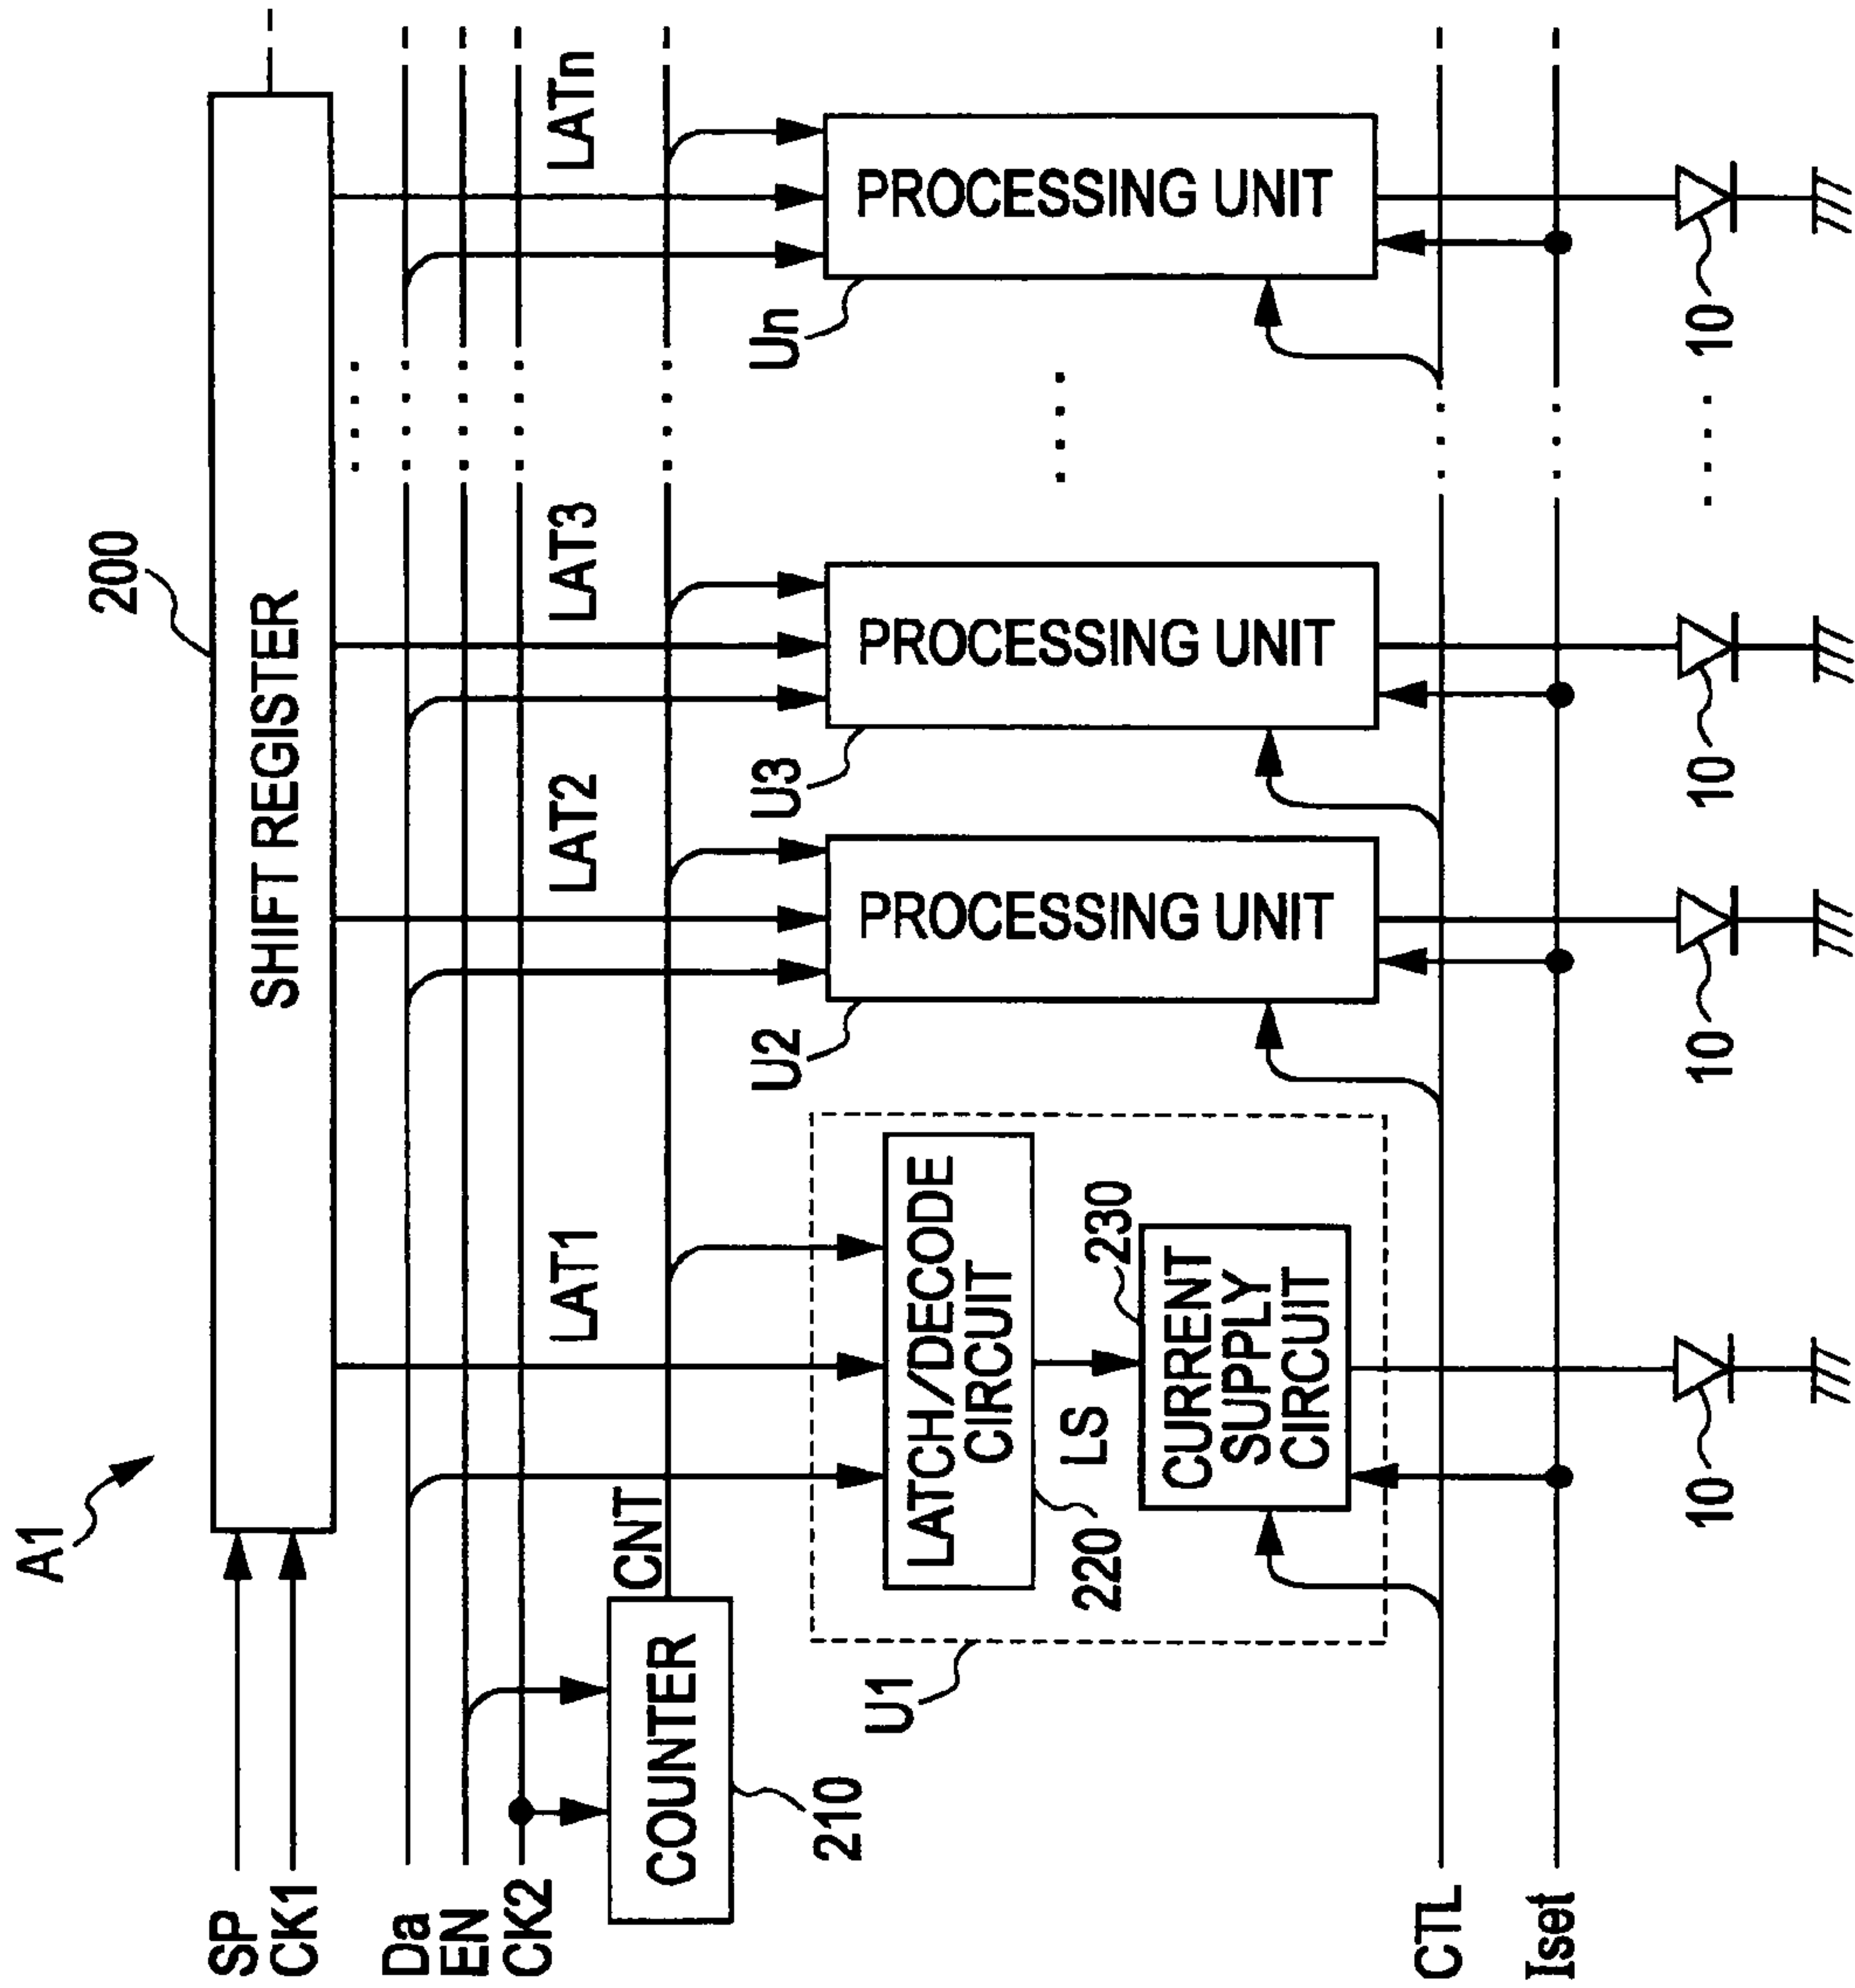 A1
200
SP
CK1
SHIFT REGISTER
Da
EN
CK2
LAT1
LAT2
LAT3
LATn
CNT
COUNTER
210
U1
U2
U3
Un
LATCH/DECODE
CIRCUIT
220
LS
230
CURRENT
SUPPLY
CIRCUIT
PROCESSING UNIT
PROCESSING UNIT
PROCESSING UNIT
CTL
Iset
10
10
10
10